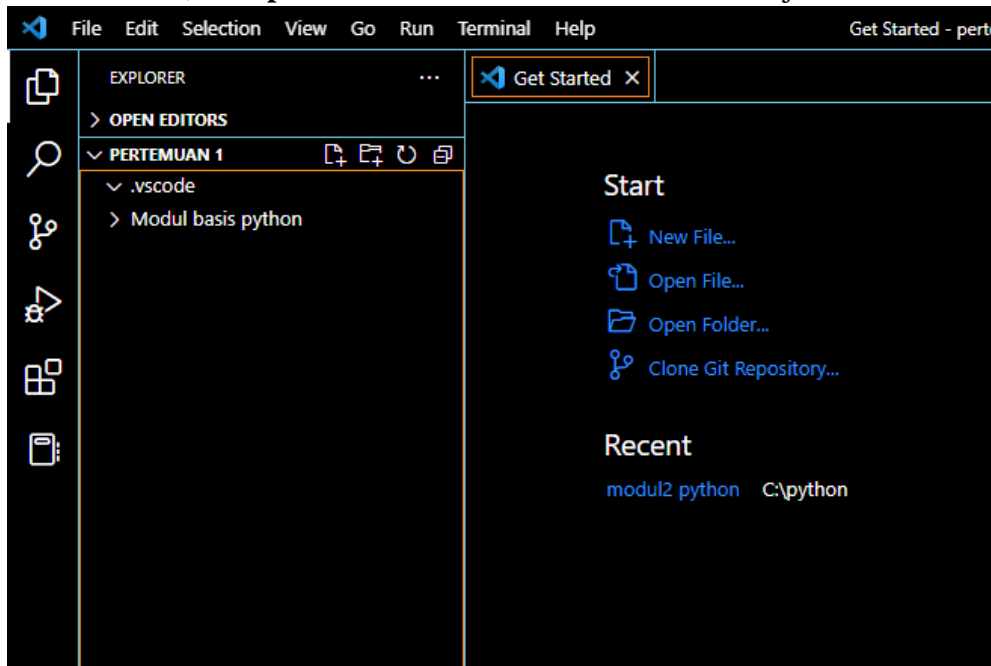 File Edit Selection View Go Run Terminal Help Get Started - pert
EXPLORER
Get Started
OPEN EDITORS
PERTEMUAN 1
.vscode
Modul basis python
Start
New File...
Open File...
Open Folder...
Clone Git Repository...
Recent
modul2 python C:\python